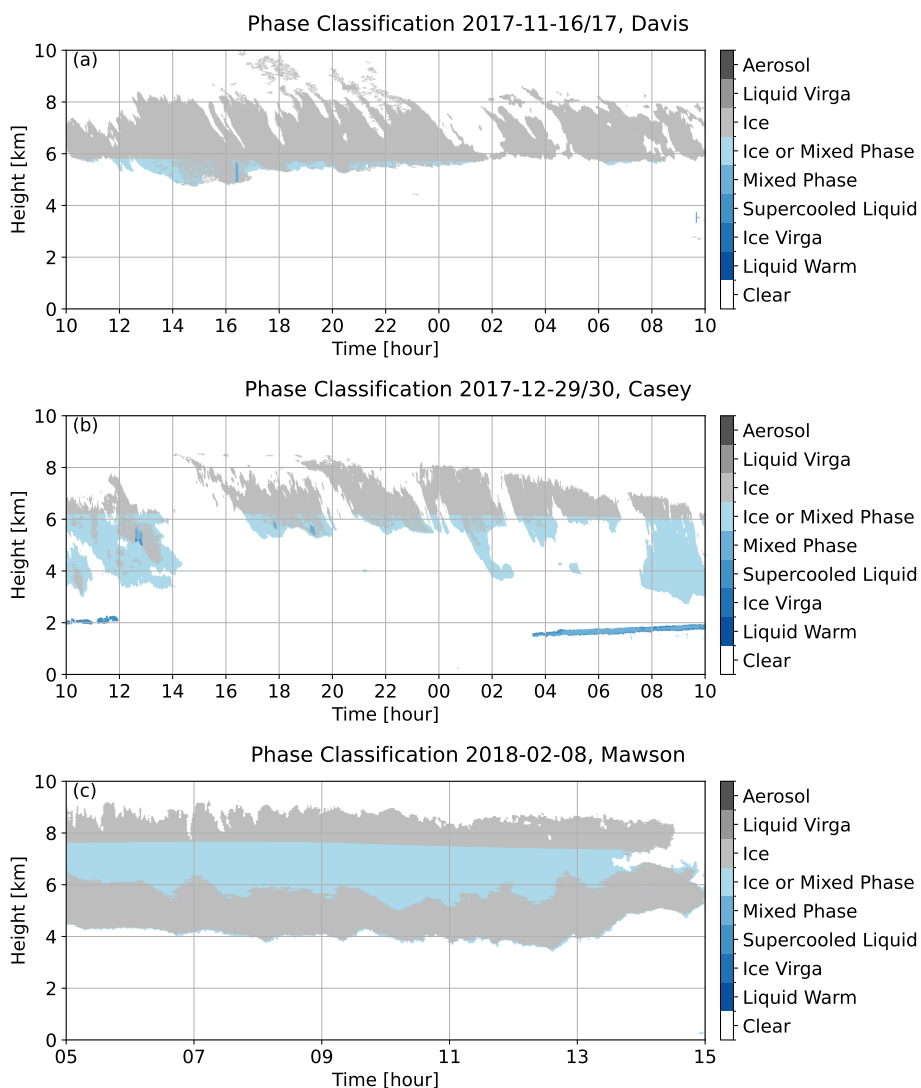 Phase Classification 2017-11-16/17, Davis
(a)
10
8
6
4
2
0
Height [km]
10 12 14 16 18 20 22 00 02 04 06 08 10
Time [hour]
Aerosol
Liquid Virga
Ice
Ice or Mixed Phase
Mixed Phase
Supercooled Liquid
Ice Virga
Liquid Warm
Clear
Phase Classification 2017-12-29/30, Casey
(b)
10
8
6
4
2
0
Height [km]
10 12 14 16 18 20 22 00 02 04 06 08 10
Time [hour]
Aerosol
Liquid Virga
Ice
Ice or Mixed Phase
Mixed Phase
Supercooled Liquid
Ice Virga
Liquid Warm
Clear
Phase Classification 2018-02-08, Mawson
(c)
10
8
6
4
2
0
Height [km]
05 07 09 11 13 15
Time [hour]
Aerosol
Liquid Virga
Ice
Ice or Mixed Phase
Mixed Phase
Supercooled Liquid
Ice Virga
Liquid Warm
Clear